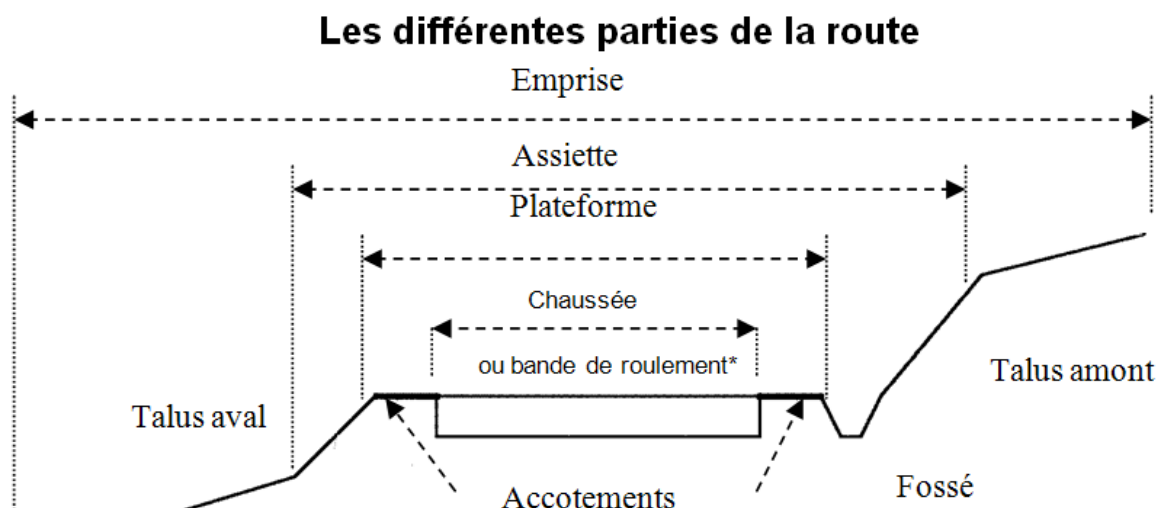 Les différentes parties de la route
Emprise
Assiette
Plateforme
Chaussée
ou bande de roulement*
Talus amont
Talus aval
Fossé
Accotements